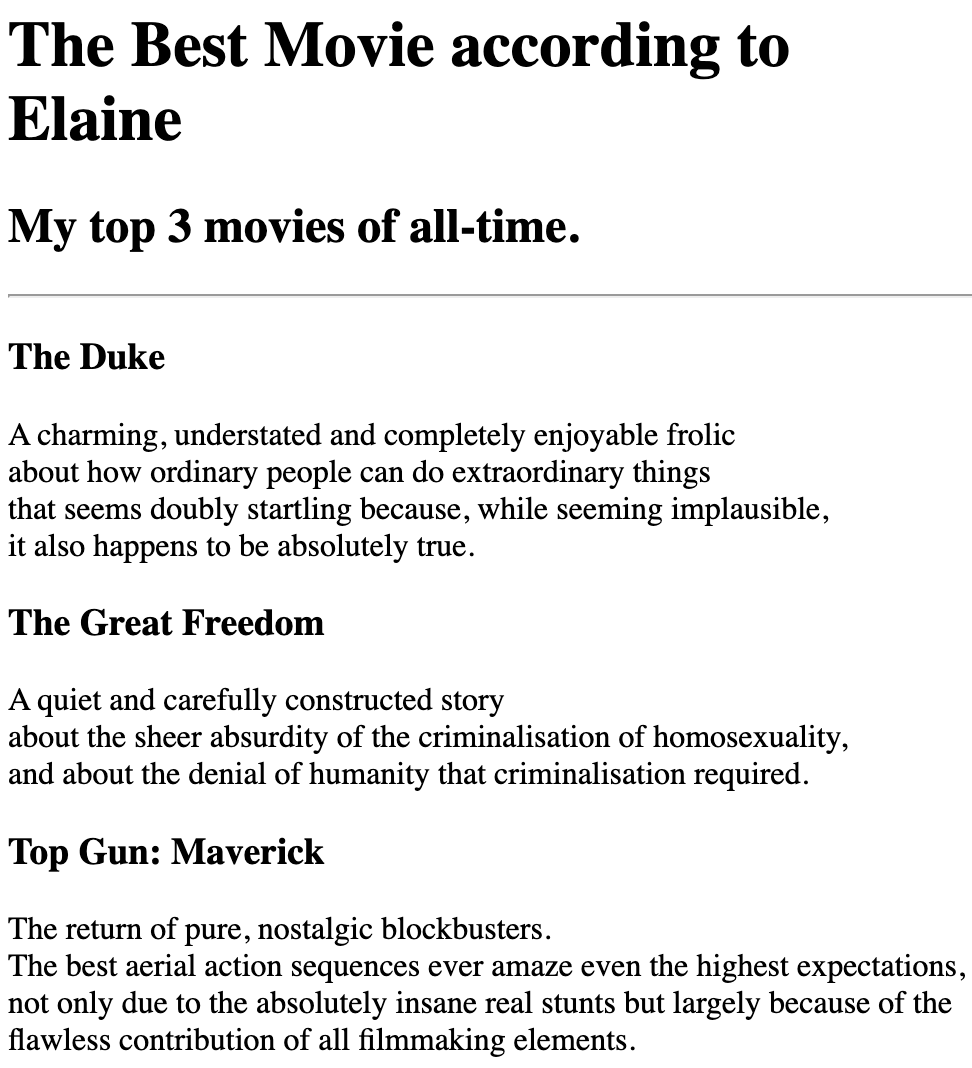 The Best Movie according to
Elaine
My top 3 movies of all-time.
The Duke
A charming, understated and completely enjoyable frolic
about how ordinary people can do extraordinary things
that seems doubly startling because, while seeming implausible,
it also happens to be absolutely true.
The Great Freedom
A quiet and carefully constructed story
about the sheer absurdity of the criminalisation of homosexuality,
and about the denial of humanity that criminalisation required.
Top Gun: Maverick
The return of pure, nostalgic blockbusters.
The best aerial action sequences ever amaze even the highest expectations,
not only due to the absolutely insane real stunts but largely because of the
flawless contribution of all filmmaking elements.